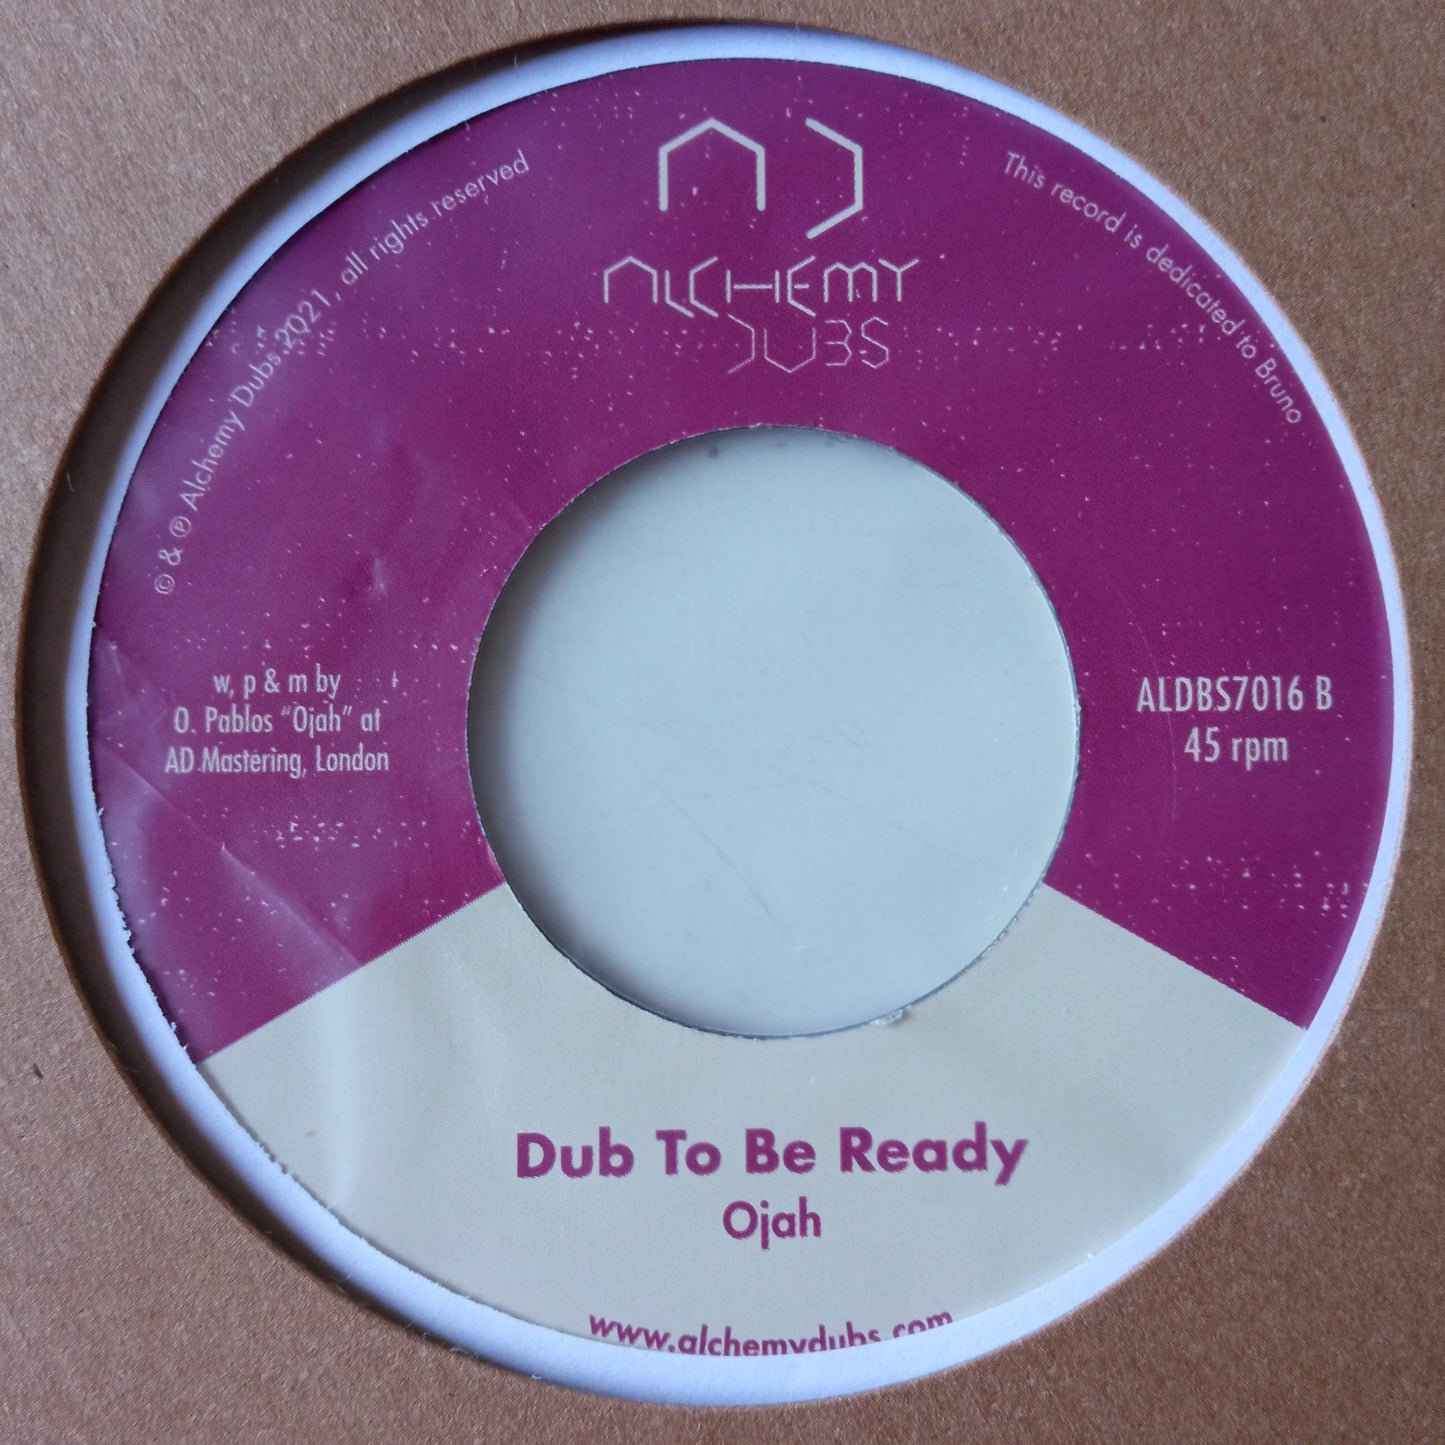 AD
ALCHEMY
DUBS
© & ℗ Alchemy Dubs 2021, all rights reserved
This record is dedicated to Bruno
w, p & m by
O. Pablos "Ojah" at
AD Mastering, London
ALDBS7016 B
45 rpm
Dub To Be Ready
Ojah
www.alchemydubs.com